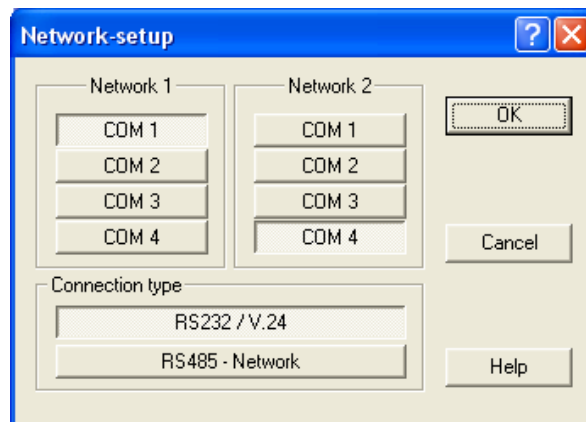 Network-setup
?
Network 1
COM 1
COM 2
COM 3
COM 4
Network 2
COM 1
COM 2
COM 3
COM 4
Connection type
RS232 / V.24
RS485 - Network
OK
Cancel
Help